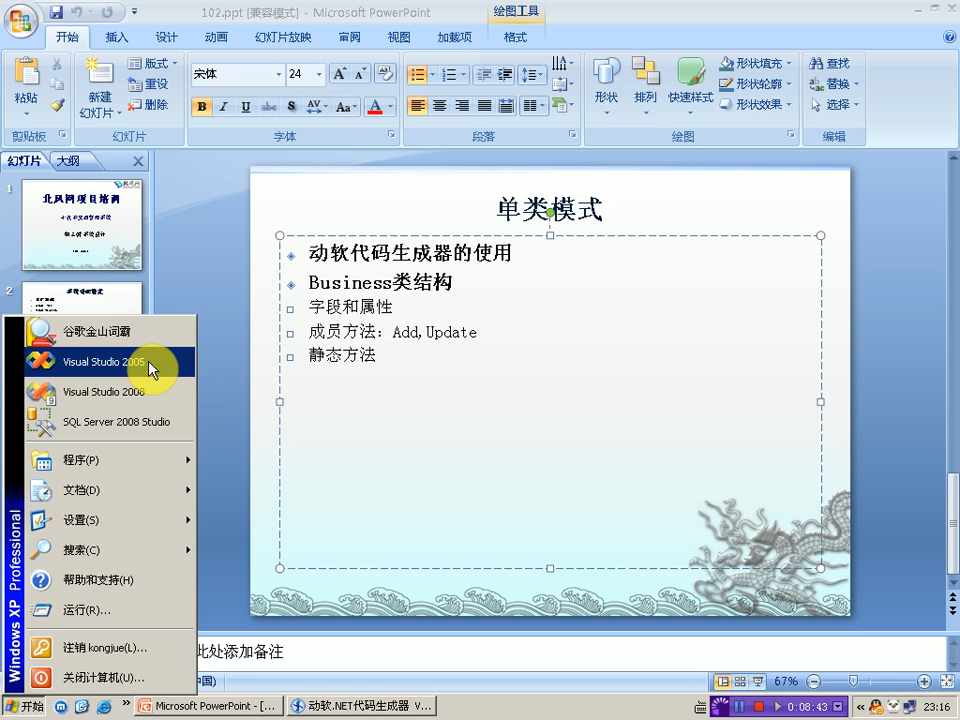 102.ppt [兼容模式] - Microsoft PowerPoint
绘图工具
开始 插入 设计 动画 幻灯片放映 审阅 视图 加载项 格式
粘贴
剪贴板
新建
幻灯片
版式
重设
删除
幻灯片
宋体 24
B I U abc S AV Aa A
字体
段落
形状 排列 快速样式
形状填充
形状轮廓
形状效果
绘图
查找
替换
选择
编辑
幻灯片 大纲
1
北风网项目培训
2
单类模式
动软代码生成器的使用
Business类结构
字段和属性
成员方法：Add,Update
静态方法
谷歌金山词霸
Visual Studio 2005
Visual Studio 2008
SQL Server 2008 Studio
程序(P)
文档(D)
设置(S)
搜索(C)
帮助和支持(H)
运行(R)...
注销 kongjue(L)...
关闭计算机(U)...
Windows XP Professional
此处添加备注
中国)
67%
开始
Microsoft PowerPoint - [...
动软.NET代码生成器 V...
0:08:43
23:16